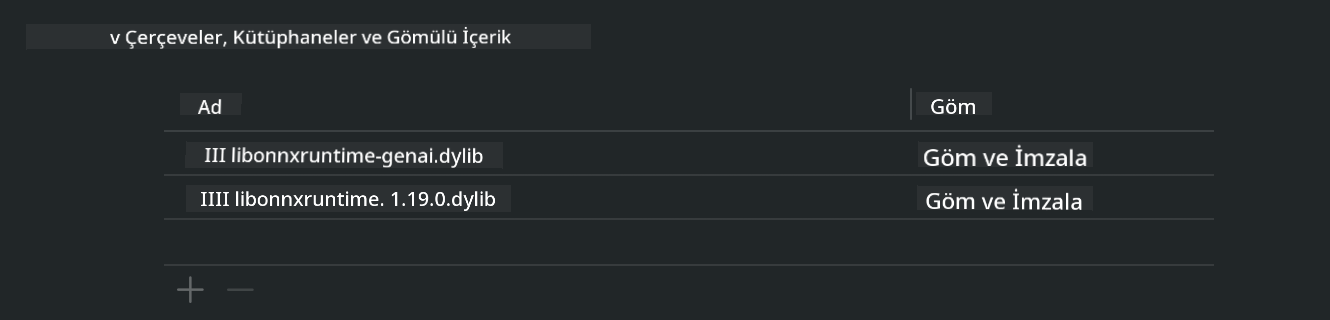 v Çerçeveler, Kütüphaneler ve Gömülü İçerik
Ad Göm
III libonnxruntime-genai.dylib Göm ve İmzala
IIII libonnxruntime. 1.19.0.dylib Göm ve İmzala